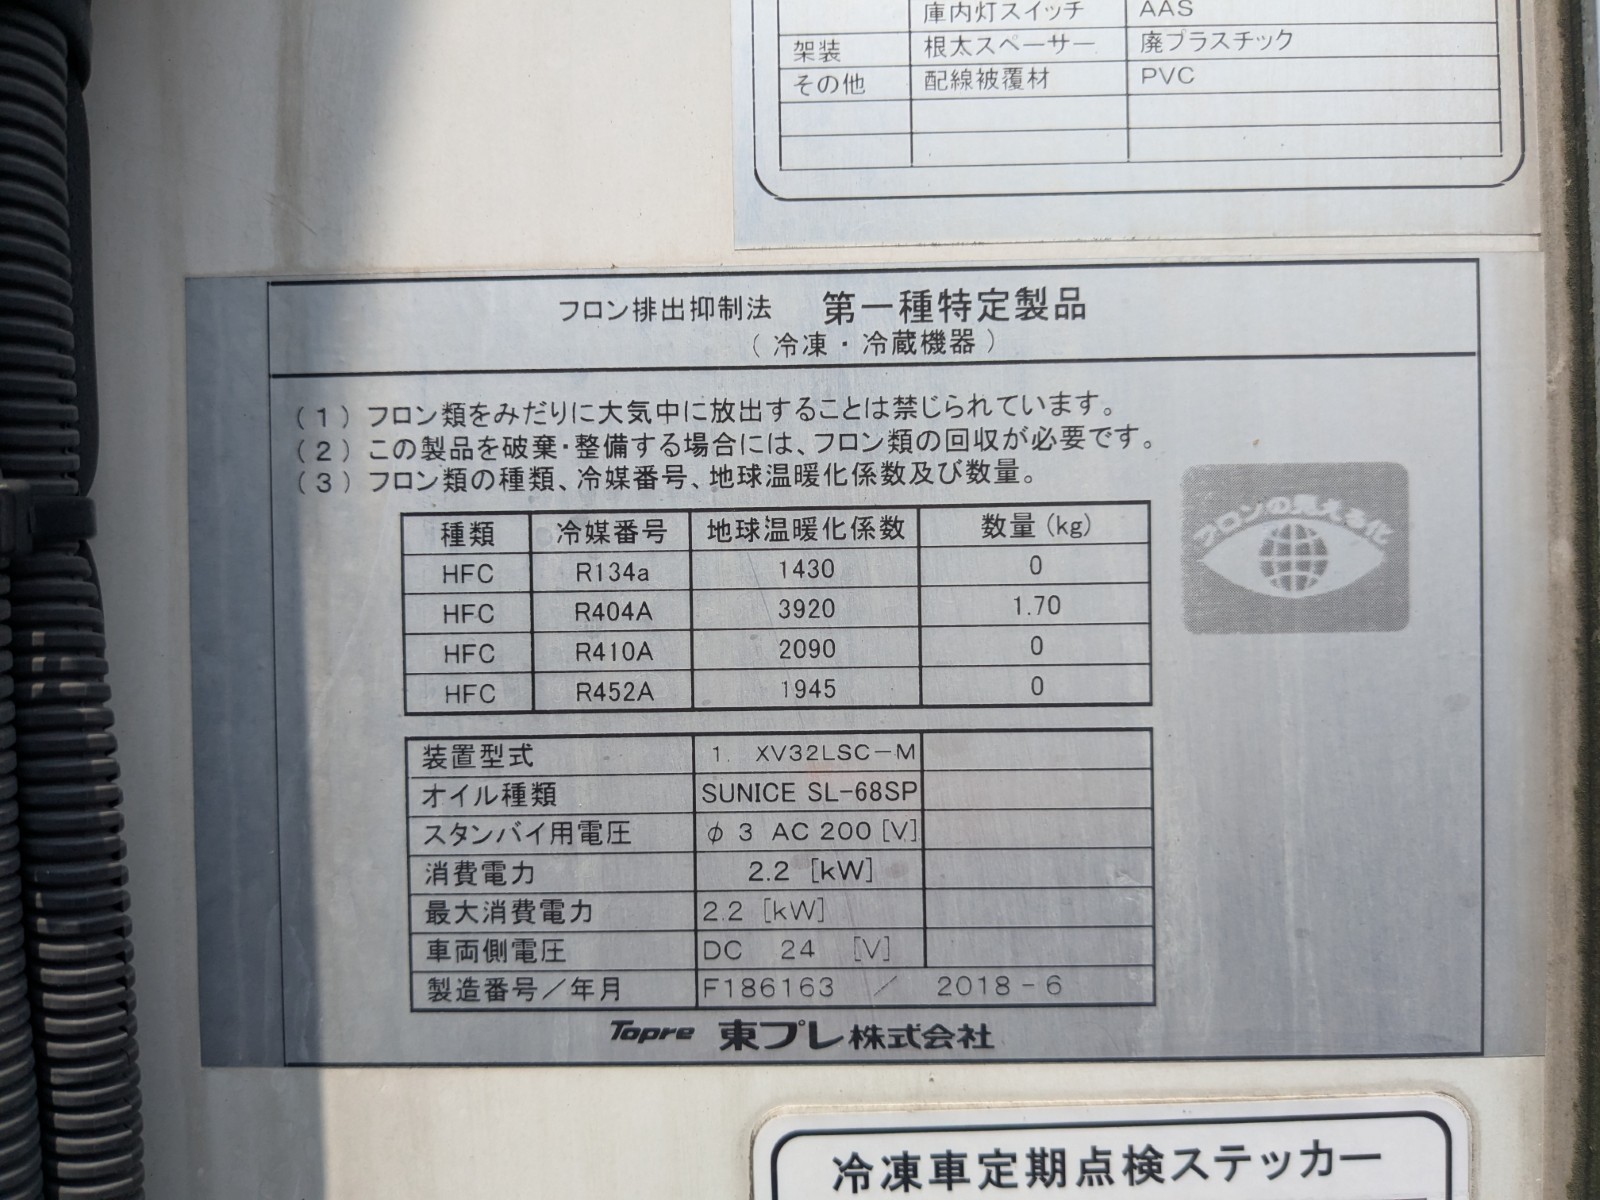 庫内灯スイッチ AAS
架装 根太スペーサー 廃プラスチック
その他 配線被覆材 PVC
フロン排出抑制法 第一種特定製品
(冷凍・冷蔵機器)
(1)フロン類をみだりに大気中に放出することは禁じられています。
(2)この製品を破棄・整備する場合には、フロン類の回収が必要です。
(3)フロン類の種類、冷媒番号、地球温暖化係数及び数量。
フロンの見える化
種類 冷媒番号 地球温暖化係数 数量(kg)
HFC R134a 1430 0
HFC R404A 3920 1.70
HFC R410A 2090 0
HFC R452A 1945 0
装置型式 1. XV32LSC-M
オイル種類 SUNICE SL-68SP
スタンバイ用電圧 φ3 AC 200 [V]
消費電力 2.2 [kW]
最大消費電力 2.2 [kW]
車両側電圧 DC 24 [V]
製造番号/年月 F186163 / 2018-6
Topre 東プレ株式会社
冷凍車定期点検ステッカー